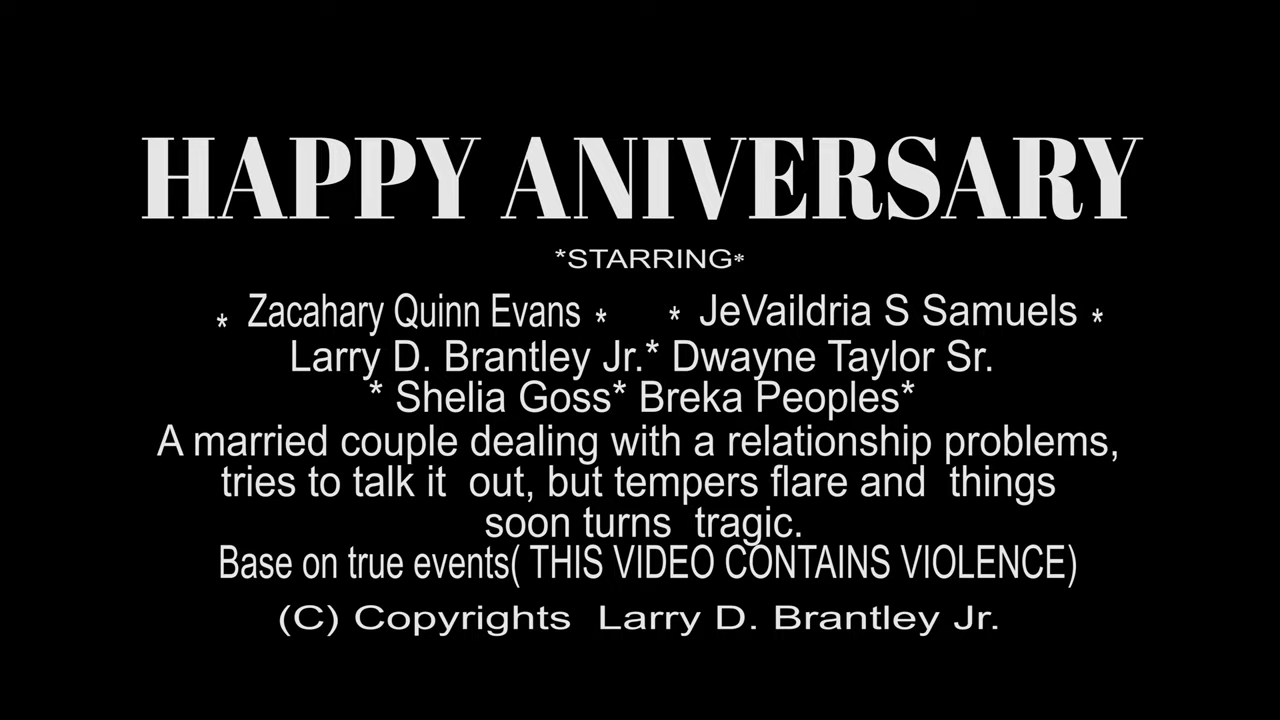 HAPPY ANIVERSARY
*STARRING*
* Zacahary Quinn Evans * * JeVaildria S Samuels *
Larry D. Brantley Jr.* Dwayne Taylor Sr.
* Shelia Goss* Breka Peoples*
A married couple dealing with a relationship problems,
tries to talk it out, but tempers flare and things
soon turns tragic.
Base on true events( THIS VIDEO CONTAINS VIOLENCE)
(C) Copyrights Larry D. Brantley Jr.